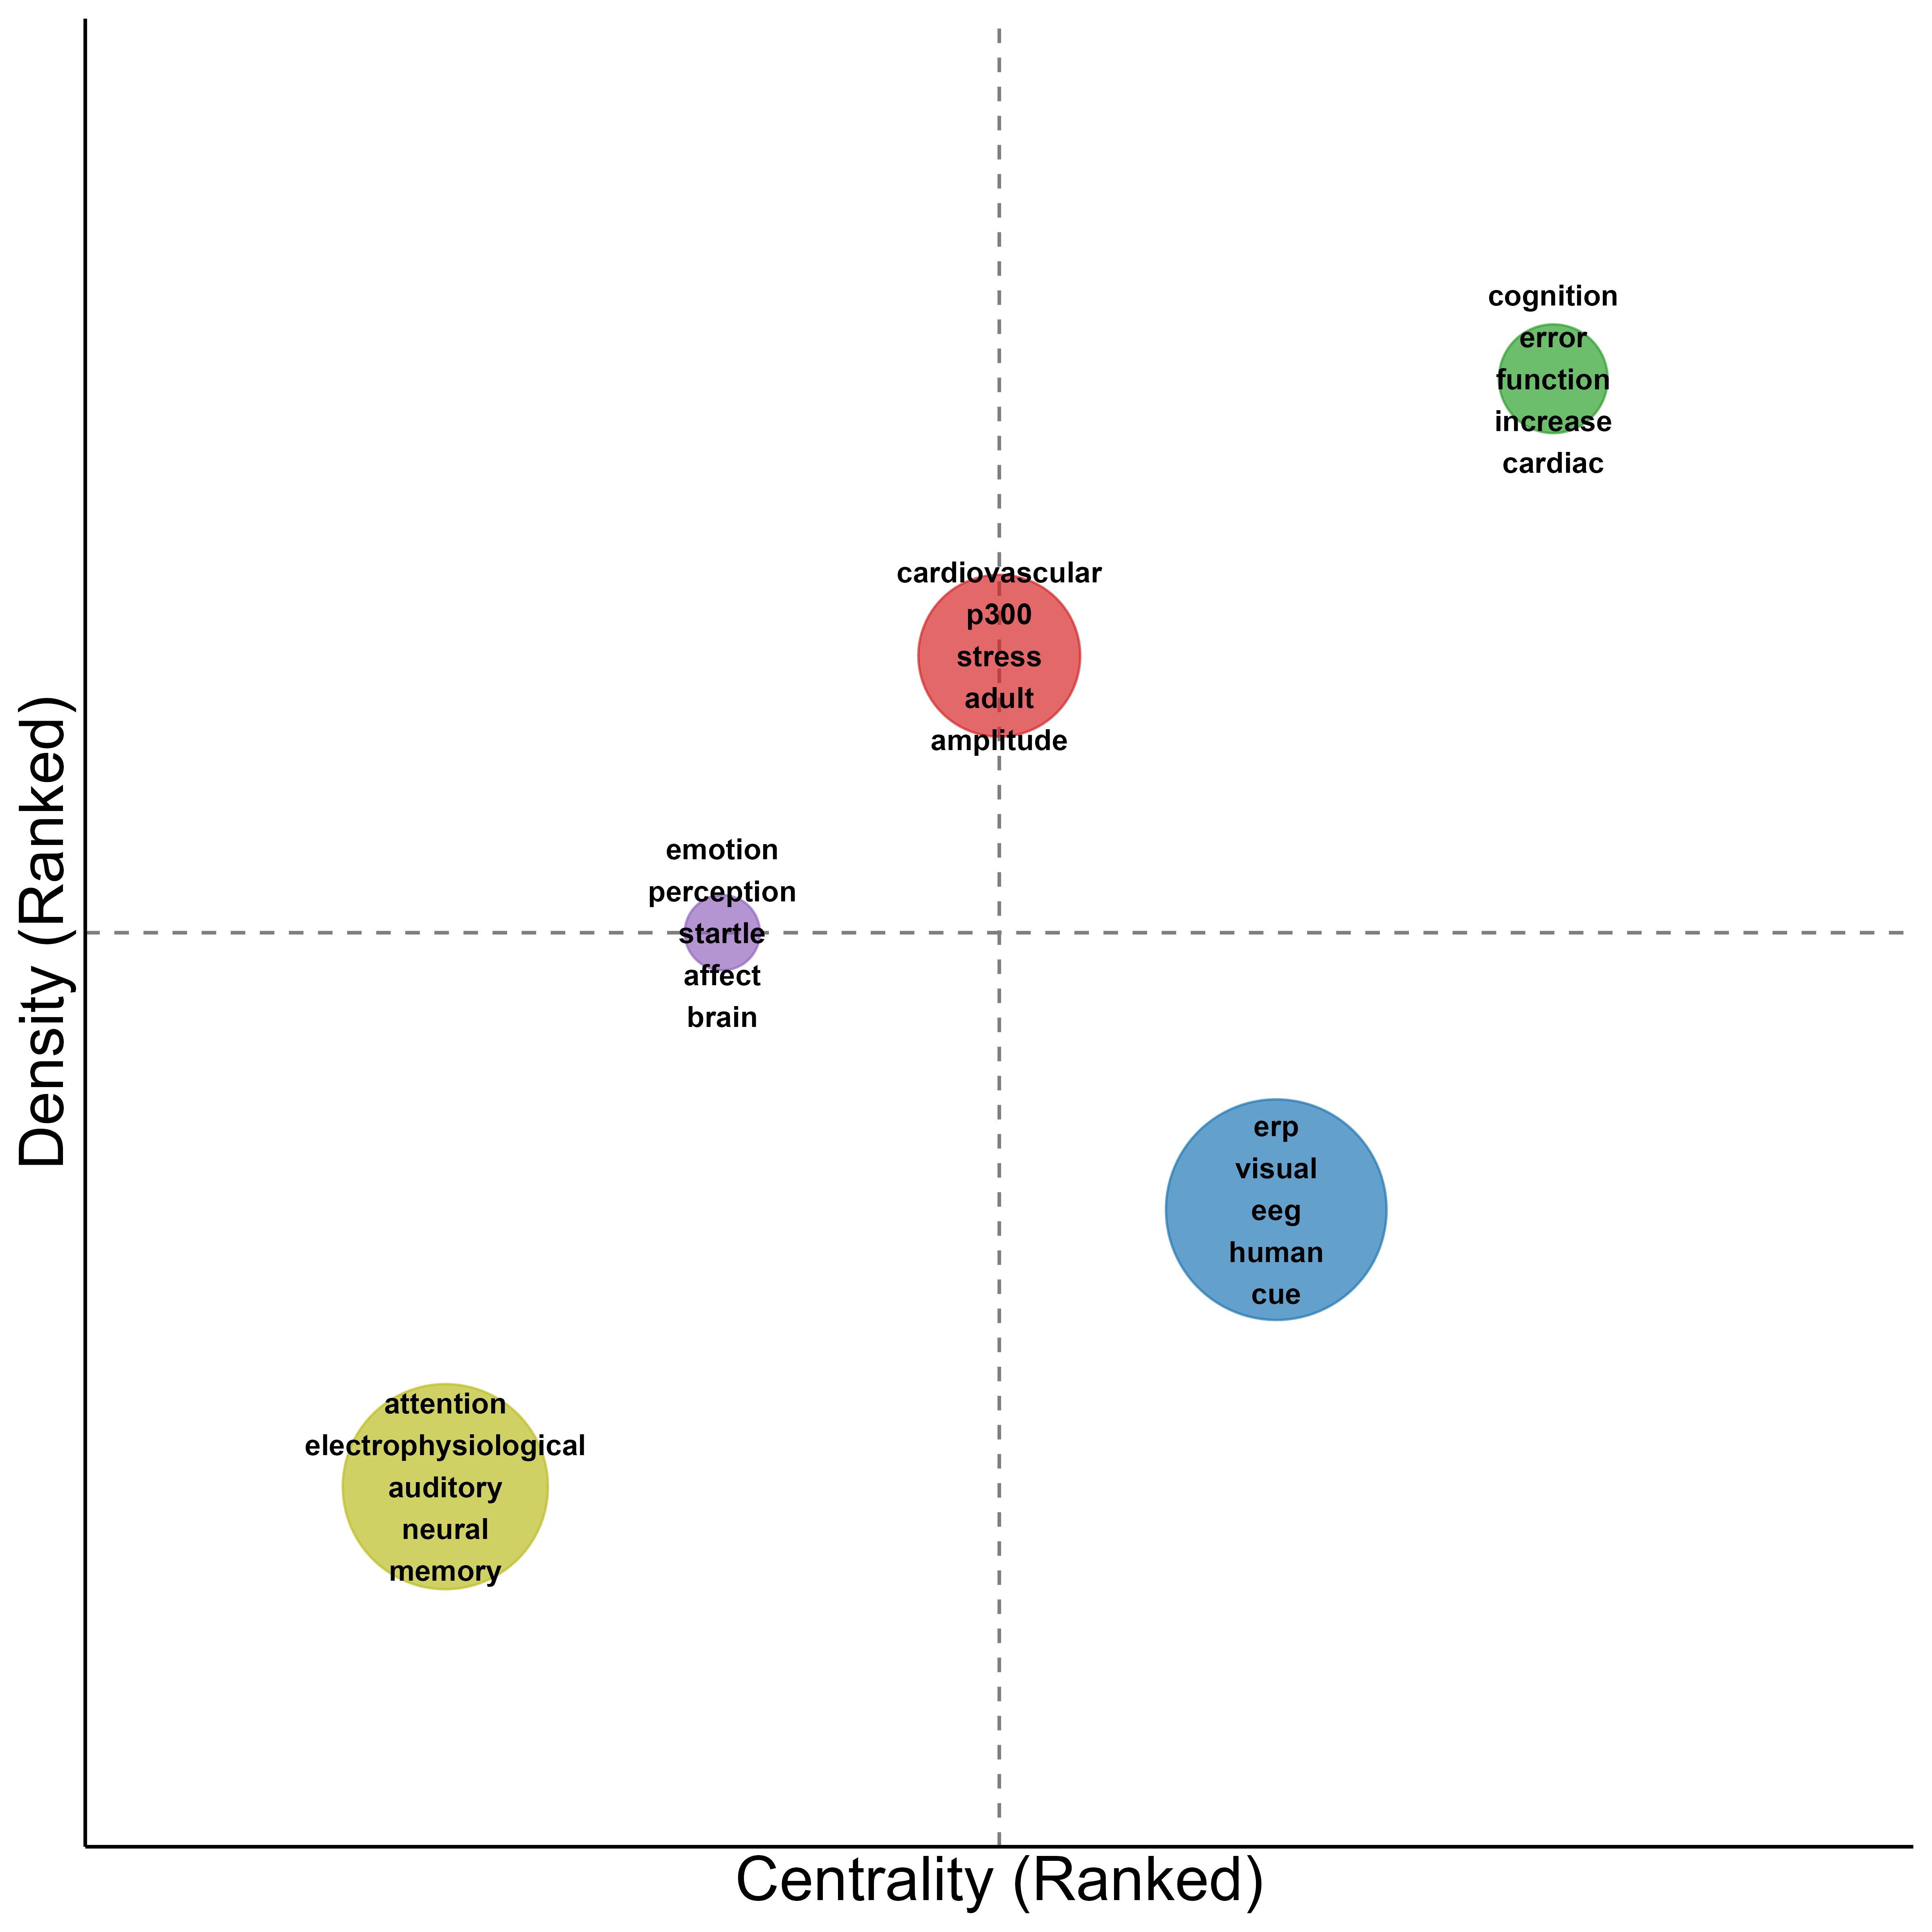 cognition
error
function
increase
cardiac
cardiovascular
p300
stress
adult
amplitude
emotion
perception
startle
affect
brain
erp
visual
eeg
human
cue
attention
electrophysiological
auditory
neural
memory
Density (Ranked)
Centrality (Ranked)